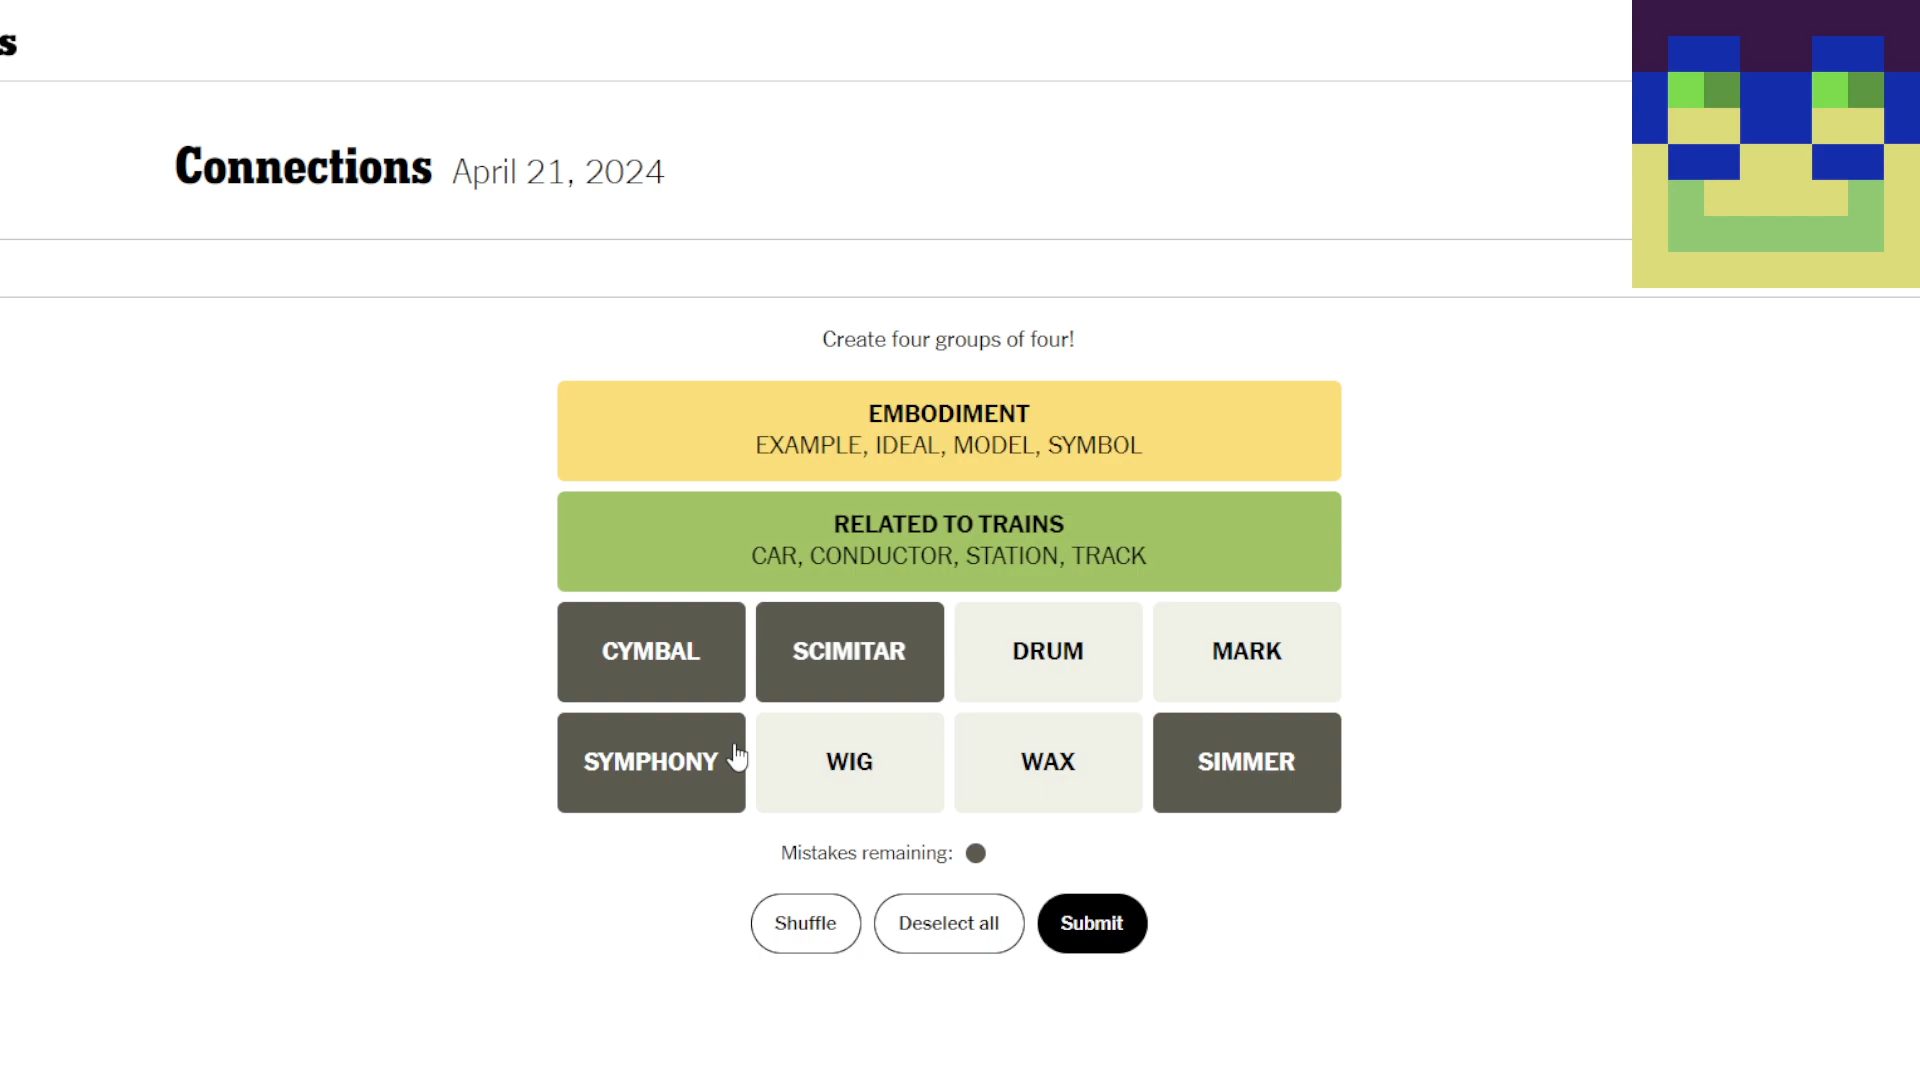 s
Connections April 21, 2024
Create four groups of four!
EMBODIMENT
EXAMPLE, IDEAL, MODEL, SYMBOL
RELATED TO TRAINS
CAR, CONDUCTOR, STATION, TRACK
CYMBAL SCIMITAR DRUM MARK
SYMPHONY WIG WAX SIMMER
Mistakes remaining:
Shuffle Deselect all Submit